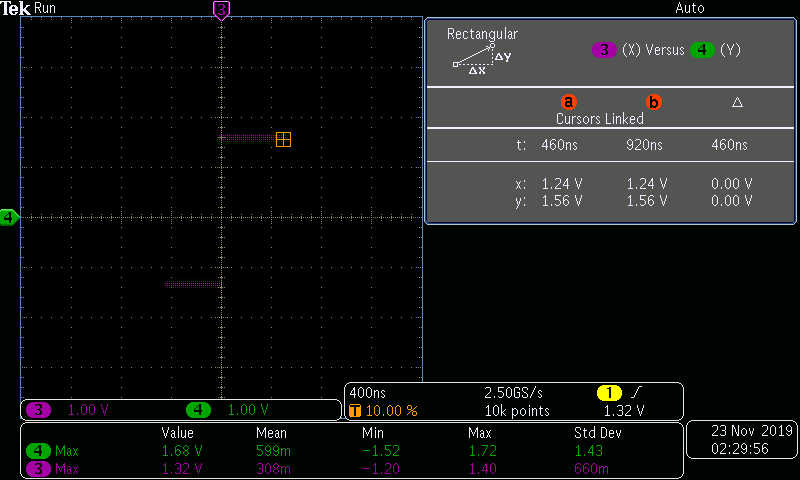 Tek Run Auto
3
Rectangular
Δy
Δx
3 (X) Versus 4 (Y)
a b Δ
Cursors Linked
t: 460ns 920ns 460ns
x: 1.24 V 1.24 V 0.00 V
y: 1.56 V 1.56 V 0.00 V
4
3 1.00 V 4 1.00 V
400ns 2.50GS/s 1
T 10.00 % 10k points 1.32 V
Value Mean Min Max Std Dev
4 Max 1.68 V 599m −1.52 1.72 1.43
3 Max 1.32 V 308m −1.20 1.40 660m
23 Nov 2019
02:29:56